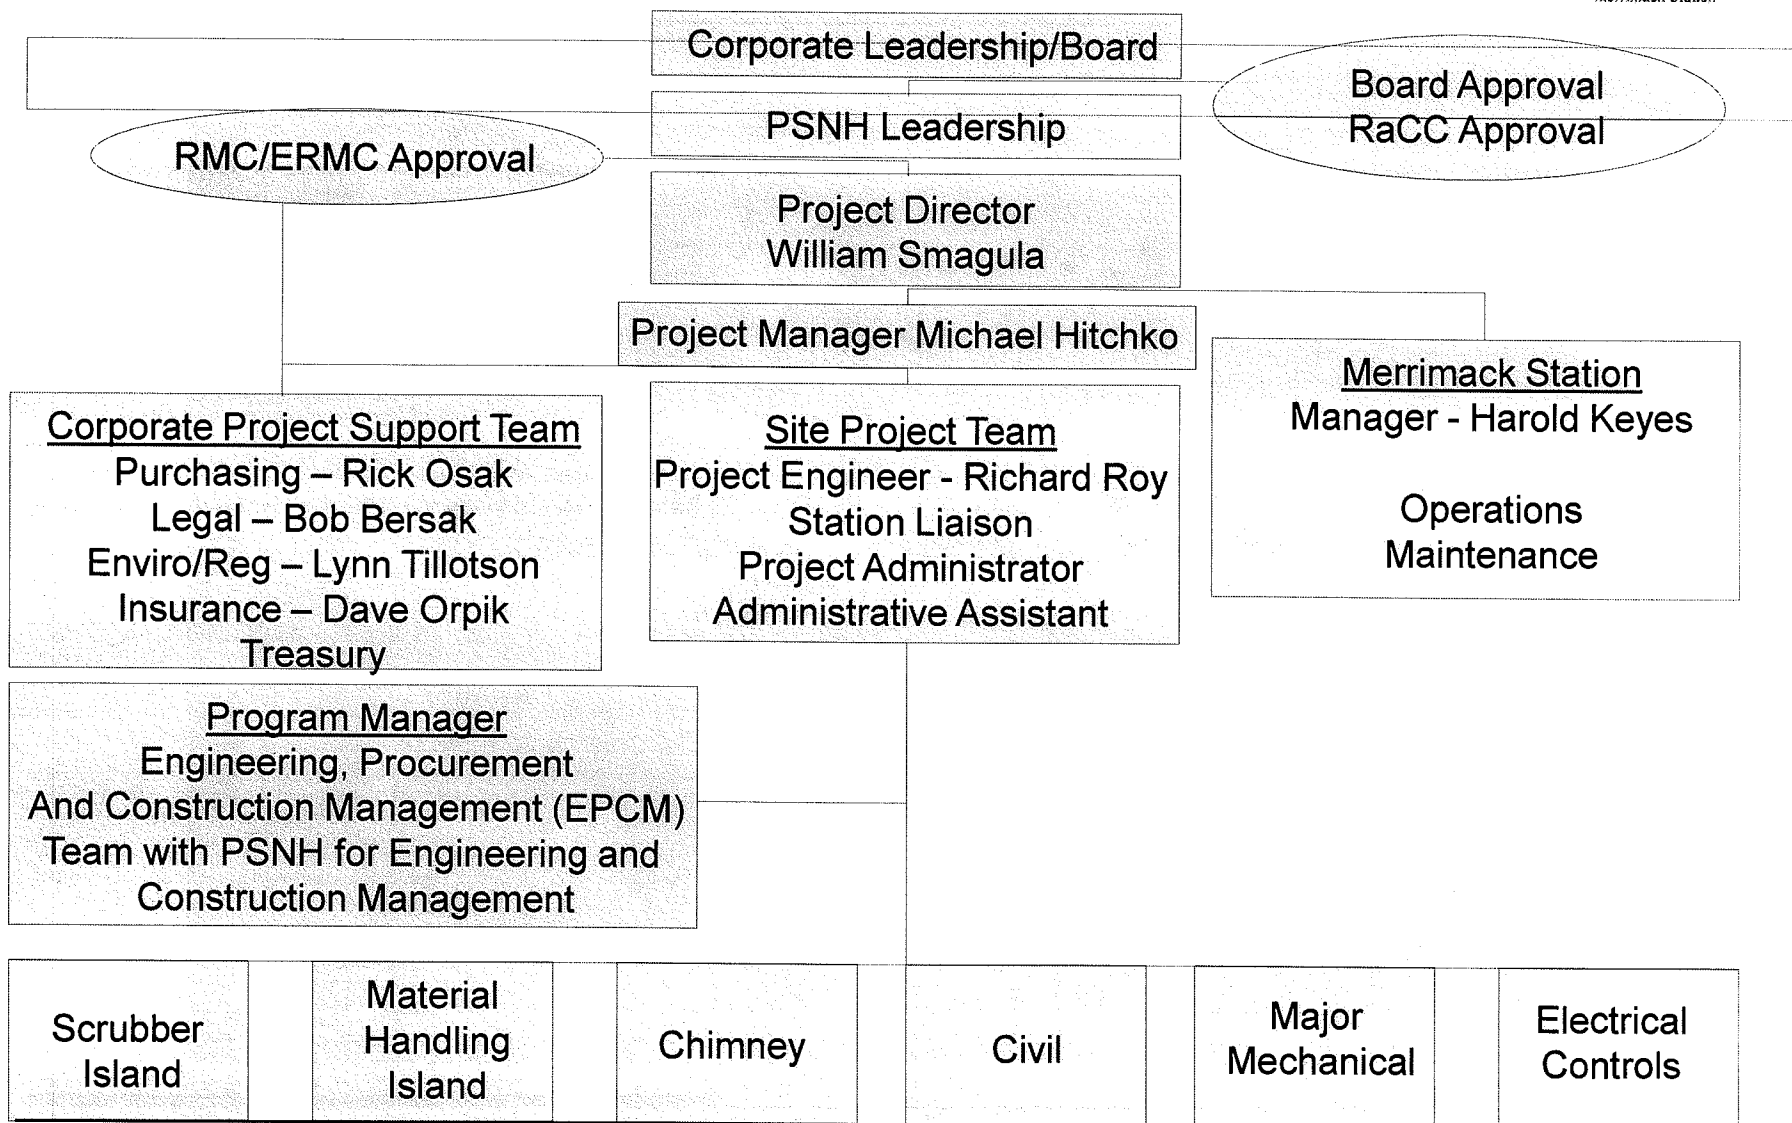 Corporate Leadership/Board
Board Approval
RaCC Approval
PSNH Leadership
RMC/ERMC Approval
Project Director
William Smagula
Project Manager Michael Hitchko
Merrimack Station
Manager - Harold Keyes
Operations
Maintenance
Corporate Project Support Team
Purchasing – Rick Osak
Legal – Bob Bersak
Enviro/Reg – Lynn Tillotson
Insurance – Dave Orpik
Treasury
Site Project Team
Project Engineer - Richard Roy
Station Liaison
Project Administrator
Administrative Assistant
Program Manager
Engineering, Procurement
And Construction Management (EPCM)
Team with PSNH for Engineering and
Construction Management
Scrubber
Island
Material
Handling
Island
Chimney
Civil
Major
Mechanical
Electrical
Controls